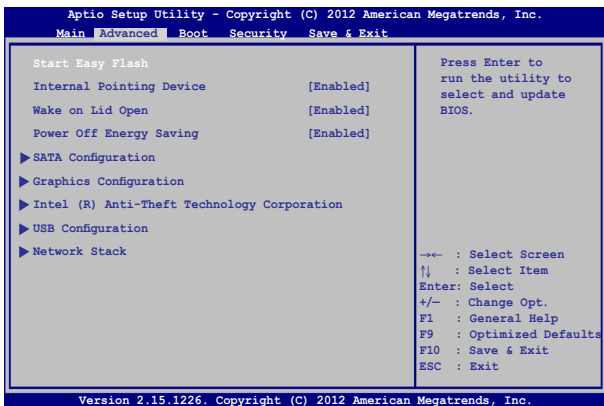 Aptio Setup Utility - Copyright (C) 2012 American Megatrends, Inc.
Main Advanced Boot Security Save & Exit
Start Easy Flash
Internal Pointing Device [Enabled]
Wake on Lid Open [Enabled]
Power Off Energy Saving [Enabled]
SATA Configuration
Graphics Configuration
Intel (R) Anti-Theft Technology Corporation
USB Configuration
Network Stack
Press Enter to
run the utility to
select and update
BIOS.
→← : Select Screen
↑↓ : Select Item
Enter: Select
+/— : Change Opt.
F1 : General Help
F9 : Optimized Defaults
F10 : Save & Exit
ESC : Exit
Version 2.15.1226. Copyright (C) 2012 American Megatrends, Inc.